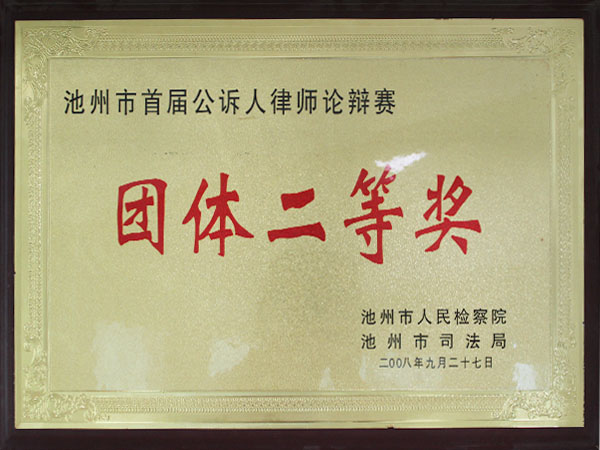 池州市首届公诉人律师论辩赛
团体二等奖
池州市人民检察院
池州市司法局
二00八年九月二十七日